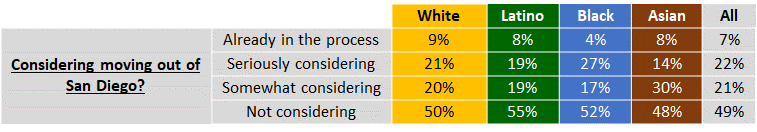 White Latino Black Asian All
Already in the process 9% 8% 4% 8% 7%
Considering moving out of San Diego? Seriously considering 21% 19% 27% 14% 22%
Somewhat considering 20% 19% 17% 30% 21%
Not considering 50% 55% 52% 48% 49%